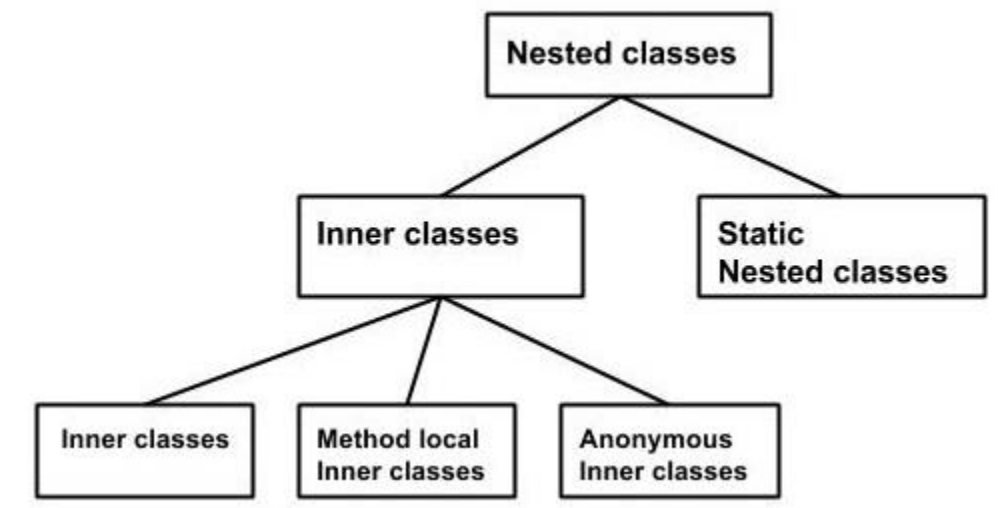 Nested classes
Inner classes
Static
Nested classes
Inner classes
Method local
Inner classes
Anonymous
Inner classes